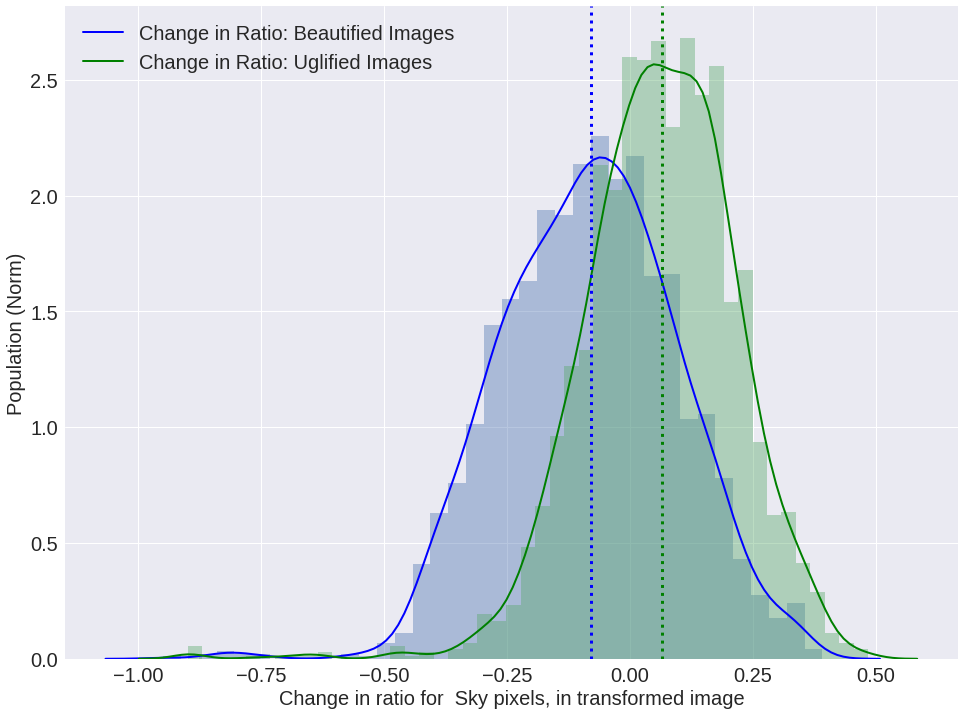 Change in Ratio: Beautified Images
Change in Ratio: Uglified Images
Population (Norm)
2.5
2.0
1.5
1.0
0.5
0.0
−1.00 −0.75 −0.50 −0.25 0.00 0.25 0.50
Change in ratio for  Sky pixels, in transformed image